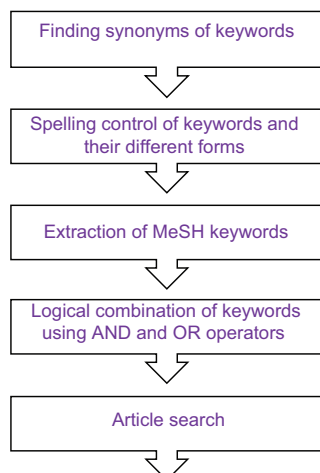 Finding synonyms of keywords
Spelling control of keywords and
their different forms
Extraction of MeSH keywords
Logical combination of keywords
using AND and OR operators
Article search